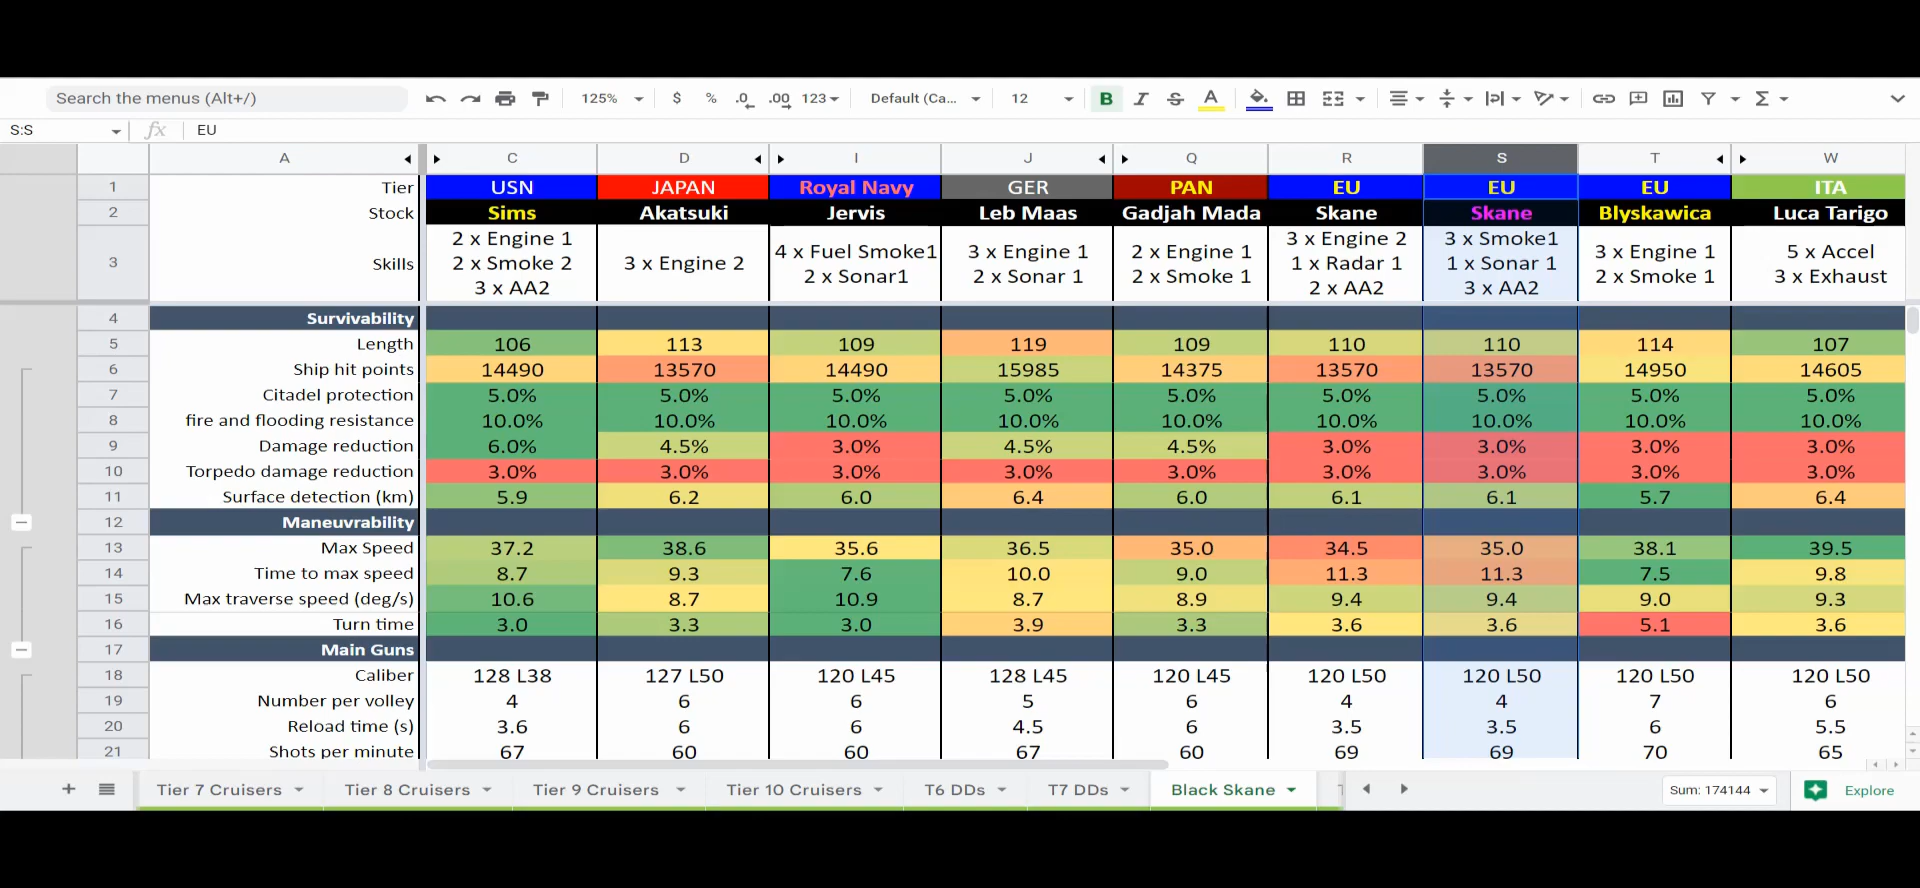 Search the menus (Alt+/) 125% $ % .0 .00 123 Default (Ca... 12 B I S A Σ
S:S fx EU
A C D I J Q R S T W
1 Tier USN JAPAN Royal Navy GER PAN EU EU EU ITA
2 Stock Sims Akatsuki Jervis Leb Maas Gadjah Mada Skane Skane Blyskawica Luca Tarigo
2 x Engine 1 3 x Engine 2 3 x Smoke1
4 x Fuel Smoke1 3 x Engine 1 2 x Engine 1 3 x Engine 1 5 x Accel
3 Skills 2 x Smoke 2 3 x Engine 2 1 x Radar 1 1 x Sonar 1
2 x Sonar1 2 x Sonar 1 2 x Smoke 1 2 x Smoke 1 3 x Exhaust
3 x AA2 2 x AA2 3 x AA2
4 Survivability
5 Length 106 113 109 119 109 110 110 114 107
6 Ship hit points 14490 13570 14490 15985 14375 13570 13570 14950 14605
7 Citadel protection 5.0% 5.0% 5.0% 5.0% 5.0% 5.0% 5.0% 5.0% 5.0%
8 fire and flooding resistance 10.0% 10.0% 10.0% 10.0% 10.0% 10.0% 10.0% 10.0% 10.0%
9 Damage reduction 6.0% 4.5% 3.0% 4.5% 4.5% 3.0% 3.0% 3.0% 3.0%
10 Torpedo damage reduction 3.0% 3.0% 3.0% 3.0% 3.0% 3.0% 3.0% 3.0% 3.0%
11 Surface detection (km) 5.9 6.2 6.0 6.4 6.0 6.1 6.1 5.7 6.4
12 Maneuvrability
13 Max Speed 37.2 38.6 35.6 36.5 35.0 34.5 35.0 38.1 39.5
14 Time to max speed 8.7 9.3 7.6 10.0 9.0 11.3 11.3 7.5 9.8
15 Max traverse speed (deg/s) 10.6 8.7 10.9 8.7 8.9 9.4 9.4 9.0 9.3
16 Turn time 3.0 3.3 3.0 3.9 3.3 3.6 3.6 5.1 3.6
17 Main Guns
18 Caliber 128 L38 127 L50 120 L45 128 L45 120 L45 120 L50 120 L50 120 L50 120 L50
19 Number per volley 4 6 6 5 6 4 4 7 6
20 Reload time (s) 3.6 6 6 4.5 6 3.5 3.5 6 5.5
21 Shots per minute 67 60 60 67 60 69 69 70 65
+ Tier 7 Cruisers Tier 8 Cruisers Tier 9 Cruisers Tier 10 Cruisers T6 DDs T7 DDs Black Skane Sum: 174144 Explore